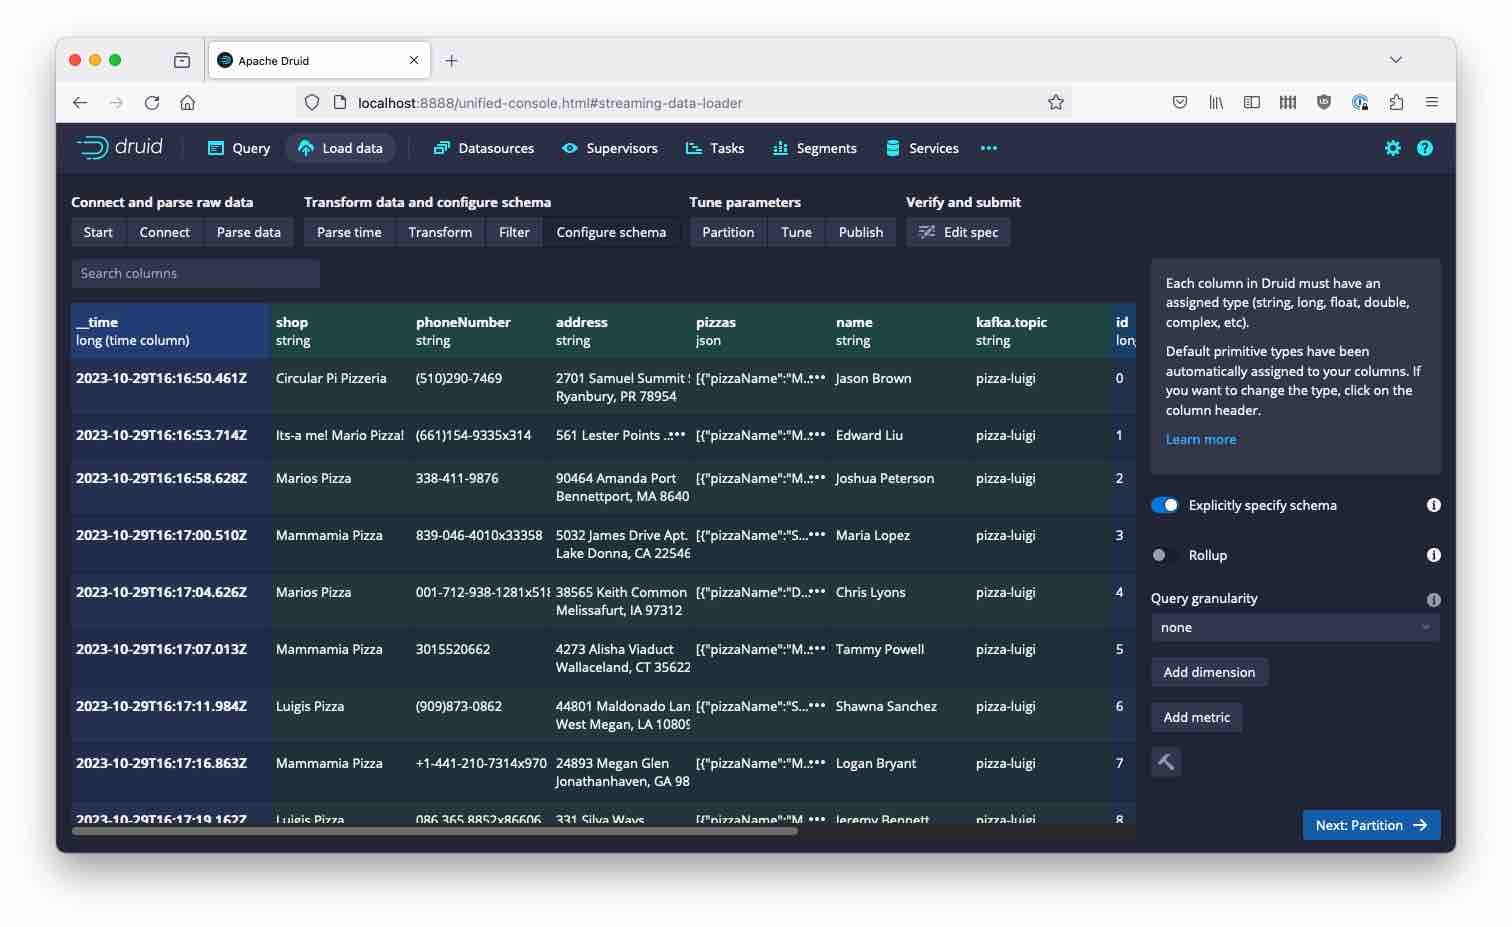 Apache Druid
localhost:8888/unified-console.html#streaming-data-loader
druid Query Load data Datasources Supervisors Tasks Segments Services
Connect and parse raw data Transform data and configure schema Tune parameters Verify and submit
Start Connect Parse data Parse time Transform Filter Configure schema Partition Tune Publish Edit spec
Search columns
__time shop phoneNumber address pizzas name kafka.topic id
long (time column) string string string json string string long
2023-10-29T16:16:50.461Z Circular Pi Pizzeria (510)290-7469 2701 Samuel Summit [{"pizzaName":"M...••• Jason Brown pizza-luigi 0
Ryanbury, PR 78954
2023-10-29T16:16:53.714Z Its-a me! Mario Pizza! (661)154-9335x314 561 Lester Points ...••• [{"pizzaName":"M...••• Edward Liu pizza-luigi 1
2023-10-29T16:16:58.628Z Marios Pizza 338-411-9876 90464 Amanda Port [{"pizzaName":"M...••• Joshua Peterson pizza-luigi 2
Bennettport, MA 8640
2023-10-29T16:17:00.510Z Mammamia Pizza 839-046-4010x33358 5032 James Drive Apt. [{"pizzaName":"S...••• Maria Lopez pizza-luigi 3
Lake Donna, CA 22546
2023-10-29T16:17:04.626Z Marios Pizza 001-712-938-1281x518 38565 Keith Common [{"pizzaName":"D...••• Chris Lyons pizza-luigi 4
Melissafurt, IA 97312
2023-10-29T16:17:07.013Z Mammamia Pizza 3015520662 4273 Alisha Viaduct [{"pizzaName":"M...••• Tammy Powell pizza-luigi 5
Wallaceland, CT 35622
2023-10-29T16:17:11.984Z Luigis Pizza (909)873-0862 44801 Maldonado Lan [{"pizzaName":"S...••• Shawna Sanchez pizza-luigi 6
West Megan, LA 10809
2023-10-29T16:17:16.863Z Mammamia Pizza +1-441-210-7314x970 24893 Megan Glen [{"pizzaName":"M...••• Logan Bryant pizza-luigi 7
Jonathanhaven, GA 98
2023-10-29T16:17:19.162Z Luigis Pizza 086.365.8852x86606 331 Silva Ways [{"pizzaName":"M...••• Jeremy Bennett pizza-luigi 8
Each column in Druid must have an
assigned type (string, long, float, double,
complex, etc).
Default primitive types have been
automatically assigned to your columns. If
you want to change the type, click on the
column header.
Learn more
Explicitly specify schema
Rollup
Query granularity
none
Add dimension
Add metric
Next: Partition